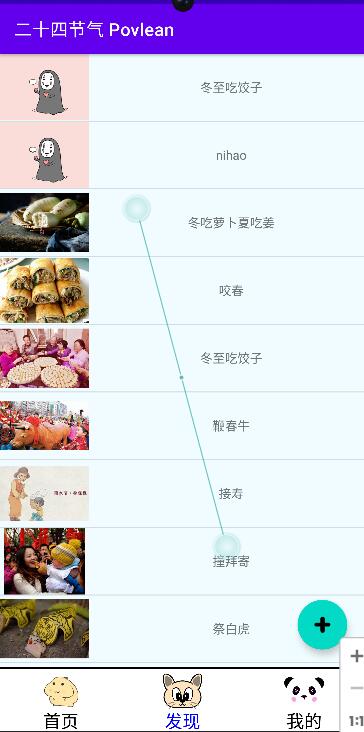 二十四节气 Povlean
冬至吃饺子
nihao
冬吃萝卜夏吃姜
咬春
冬至吃饺子
鞭春牛
接寿
撞拜寄
祭白虎
首页
发现
我的
1:1